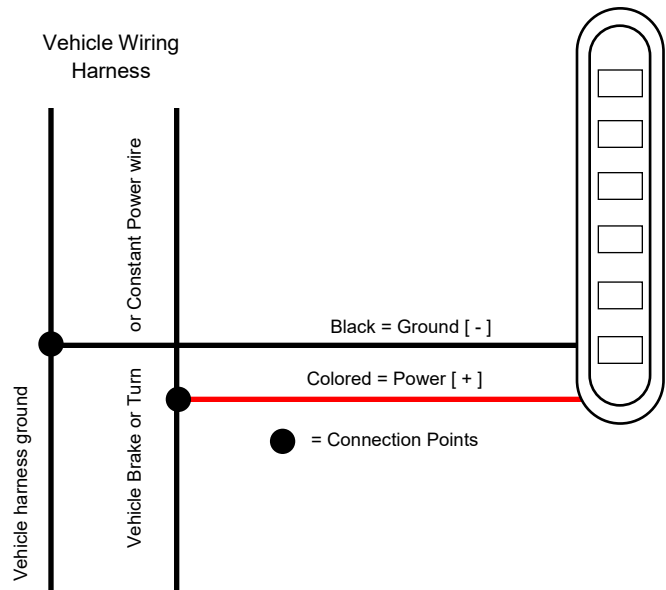 Vehicle Wiring
Harness
or Constant Power wire
Black = Ground [ - ]
Colored = Power [ + ]
= Connection Points
Vehicle Brake or Turn
Vehicle harness ground